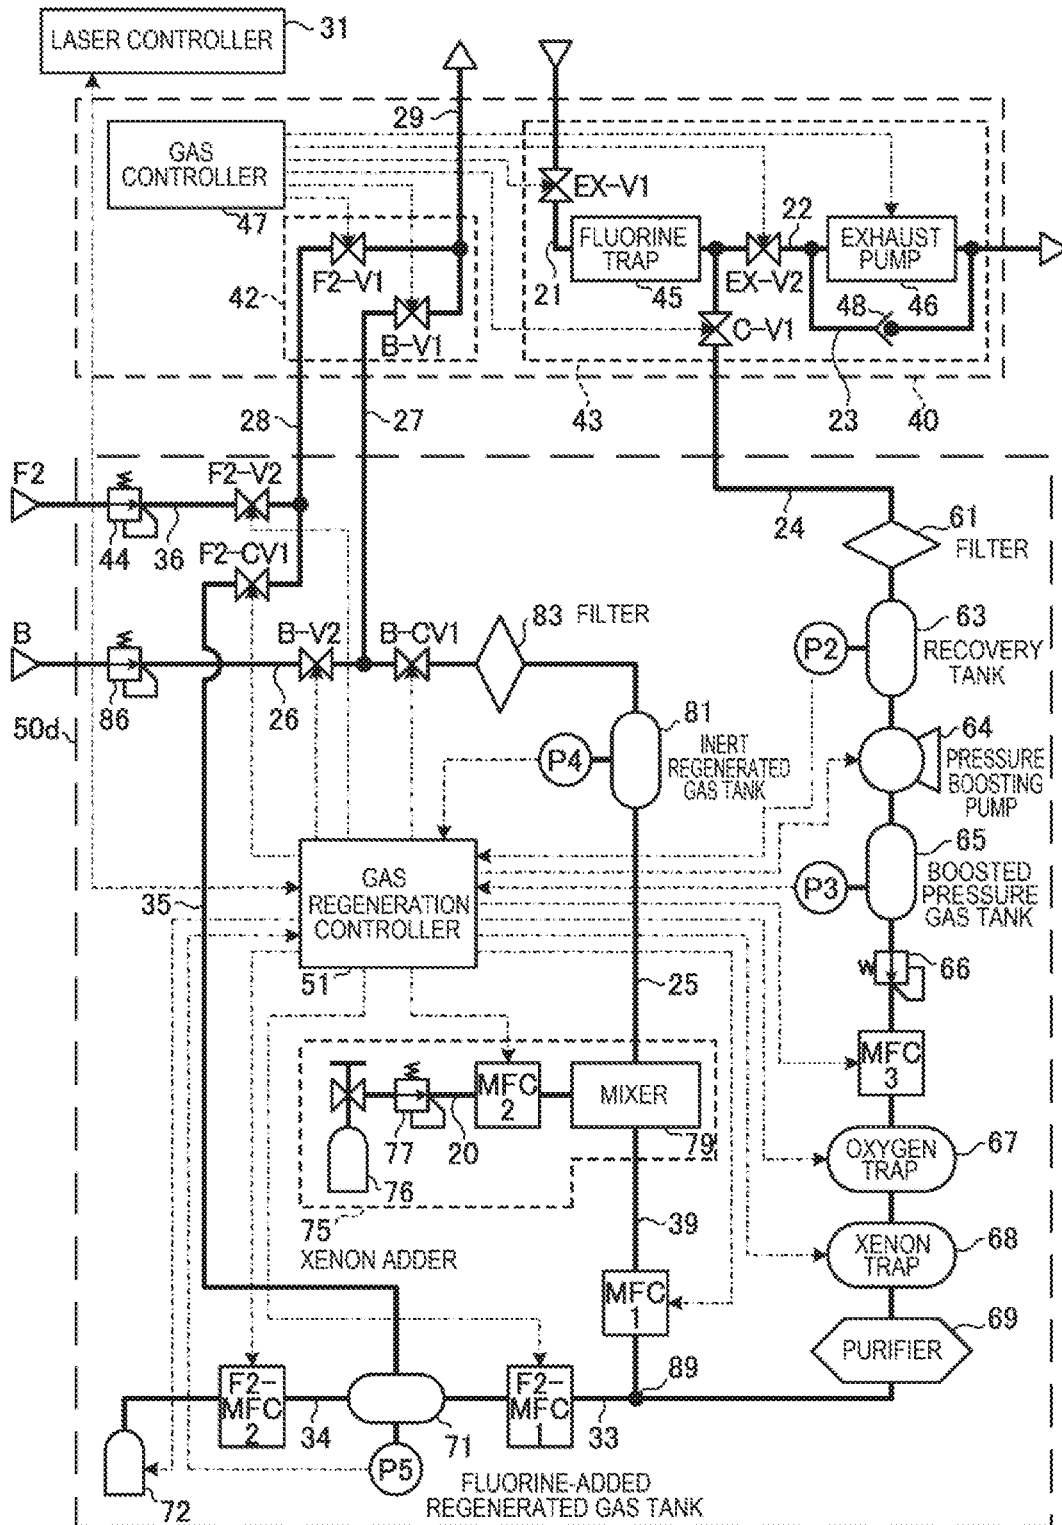 LASER CONTROLLER
31
29
GAS
CONTROLLER
47
EX-V1
FLUORINE
TRAP
45
21
22
EX-V2
EXHAUST
PUMP
46
48
23
C-V1
43
40
42
F2-V1
B-V1
28
27
24
F2
44
36
F2-V2
F2-CV1
B
86
26
B-V2
B-CV1
83
FILTER
50d
61
FILTER
P2
63
RECOVERY
TANK
64
PRESSURE
BOOSTING
PUMP
P4
81
INERT
REGENERATED
GAS TANK
P3
65
BOOSTED
PRESSURE
GAS TANK
35
GAS
REGENERATION
CONTROLLER
51
25
W
66
MFC
3
W
77
20
MFC
2
MIXER
79
76
75
XENON ADDER
39
OXYGEN
TRAP
67
XENON
TRAP
68
MFC
1
PURIFIER
69
89
F2-
MFC
2
34
71
F2-
MFC
1
33
P5
72
FLUORINE-ADDED
REGENERATED GAS TANK